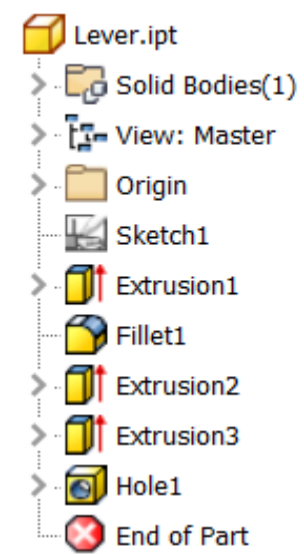 Lever.ipt
Solid Bodies(1)
View: Master
Origin
Sketch1
Extrusion1
Fillet1
Extrusion2
Extrusion3
Hole1
End of Part